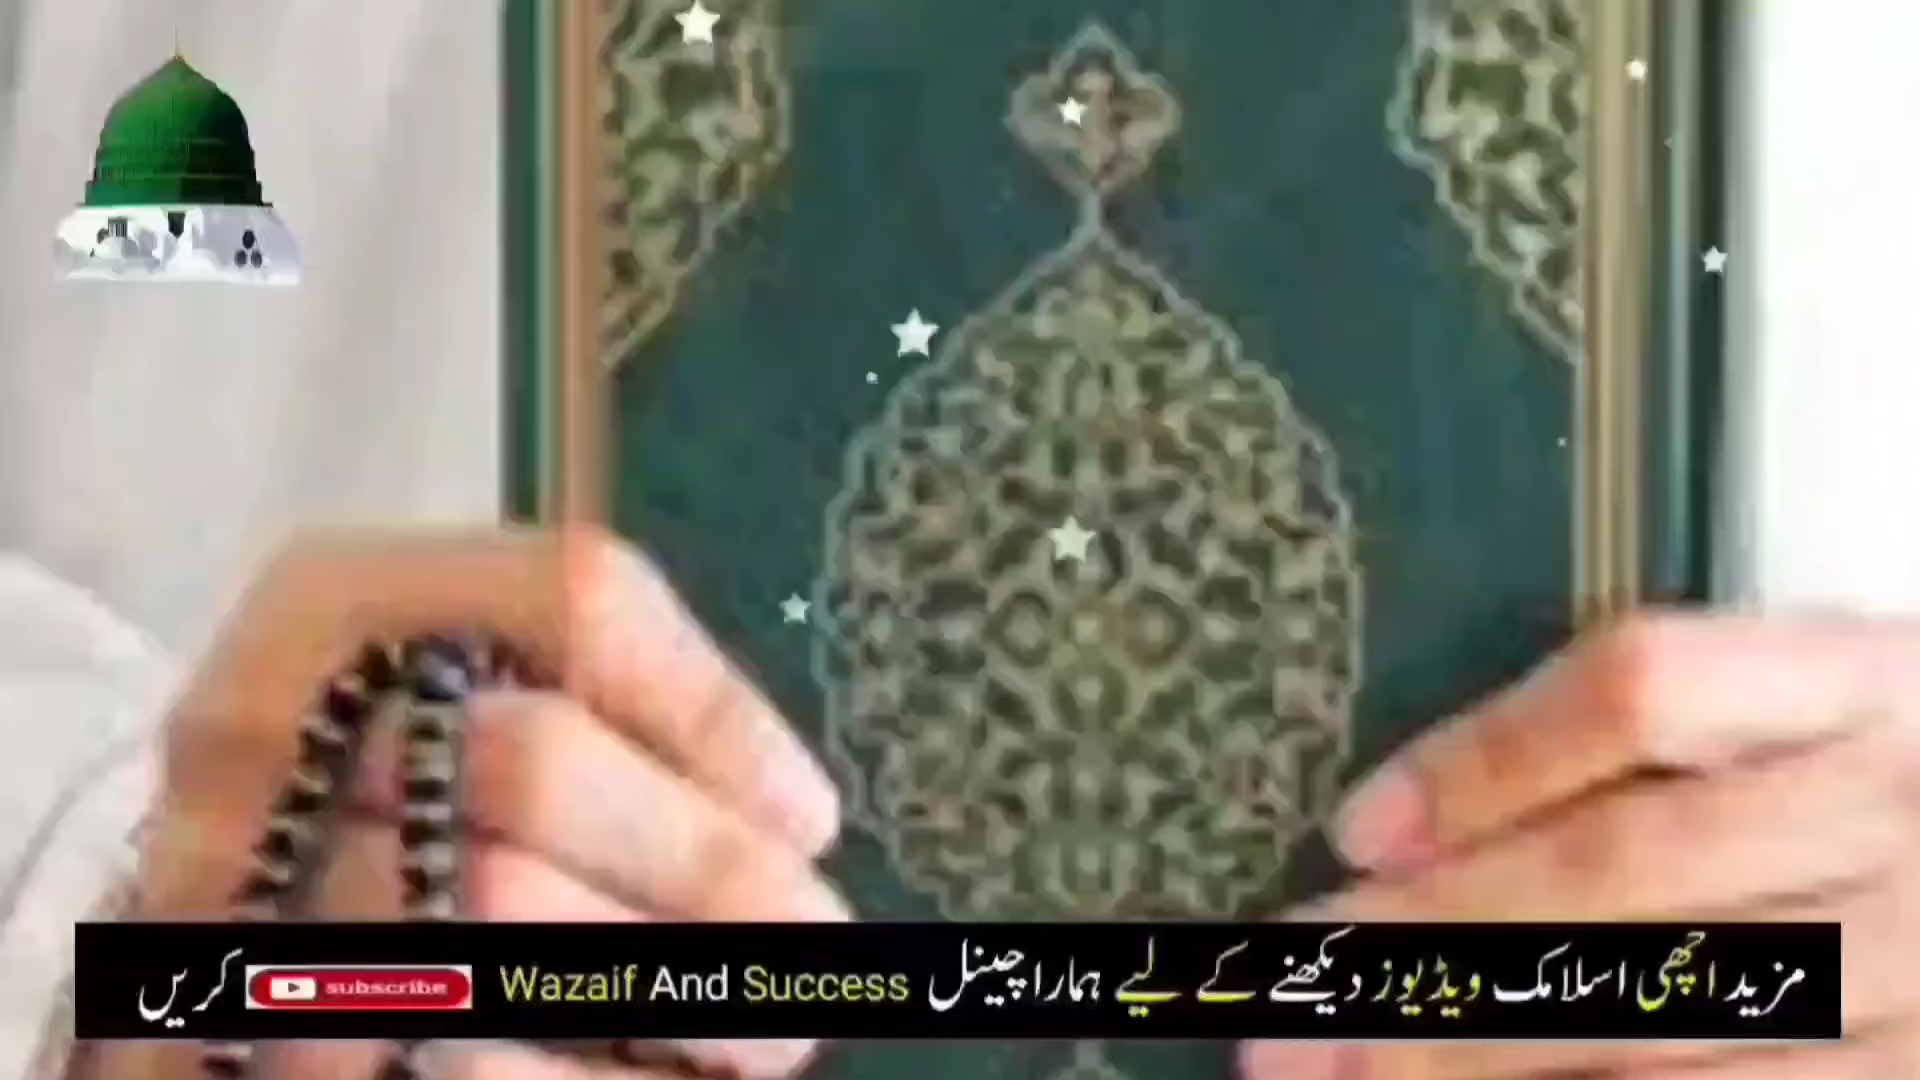 مزید اچھی اسلامک ویڈیوز دیکھنے کے لیے ہمارا چینل Wazaif And Success subscribe کریں